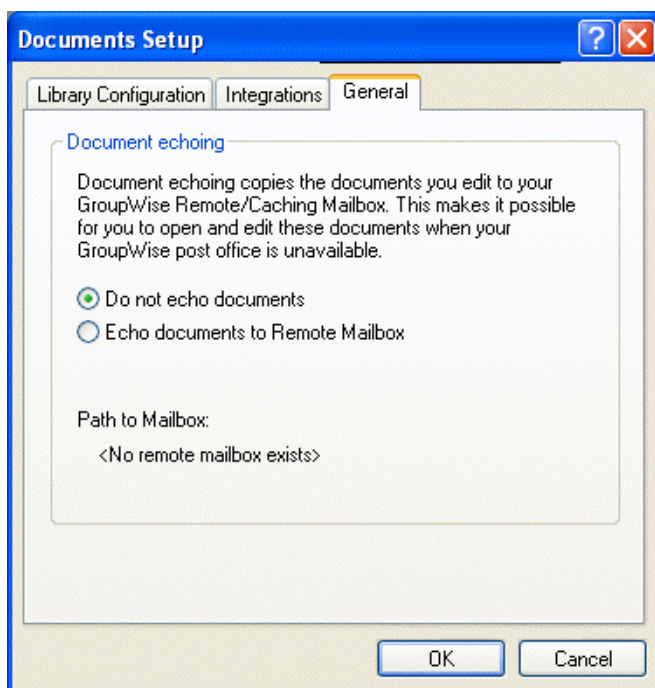 Documents Setup
?
Library Configuration Integrations General
Document echoing
Document echoing copies the documents you edit to your
GroupWise Remote/Caching Mailbox. This makes it possible
for you to open and edit these documents when your
GroupWise post office is unavailable.
Do not echo documents
Echo documents to Remote Mailbox
Path to Mailbox:
<No remote mailbox exists>
OK Cancel